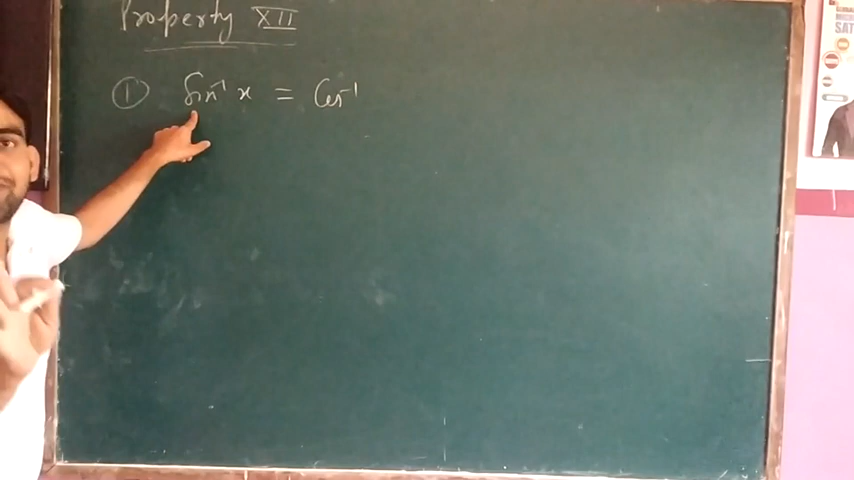 Property XII
① Sin⁻¹ x = Cos⁻¹